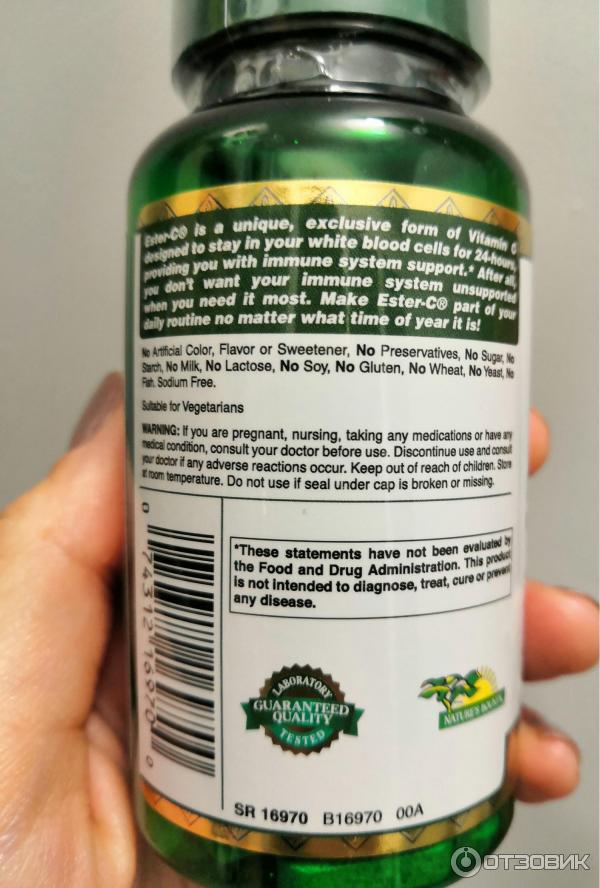 Ester-C® is a unique, exclusive form of Vitamin C
designed to stay in your white blood cells for 24-hours,
providing you with immune system support.* After all,
you don't want your immune system unsupported
when you need it most. Make Ester-C® part of your
daily routine no matter what time of year it is!
No Artificial Color, Flavor or Sweetener, No Preservatives, No Sugar, No
Starch, No Milk, No Lactose, No Soy, No Gluten, No Wheat, No Yeast, No
Fish. Sodium Free.
Suitable for Vegetarians
WARNING: If you are pregnant, nursing, taking any medications or have any
medical condition, consult your doctor before use. Discontinue use and consult
your doctor if any adverse reactions occur. Keep out of reach of children. Store
at room temperature. Do not use if seal under cap is broken or missing.
0 74312 16970 0
*These statements have not been evaluated by
the Food and Drug Administration. This product
is not intended to diagnose, treat, cure or prevent
any disease.
LABORATORY
GUARANTEED
QUALITY
TESTED
NATURE'S BOUNTY
SR 16970 B16970 00A
ОТЗОВИК